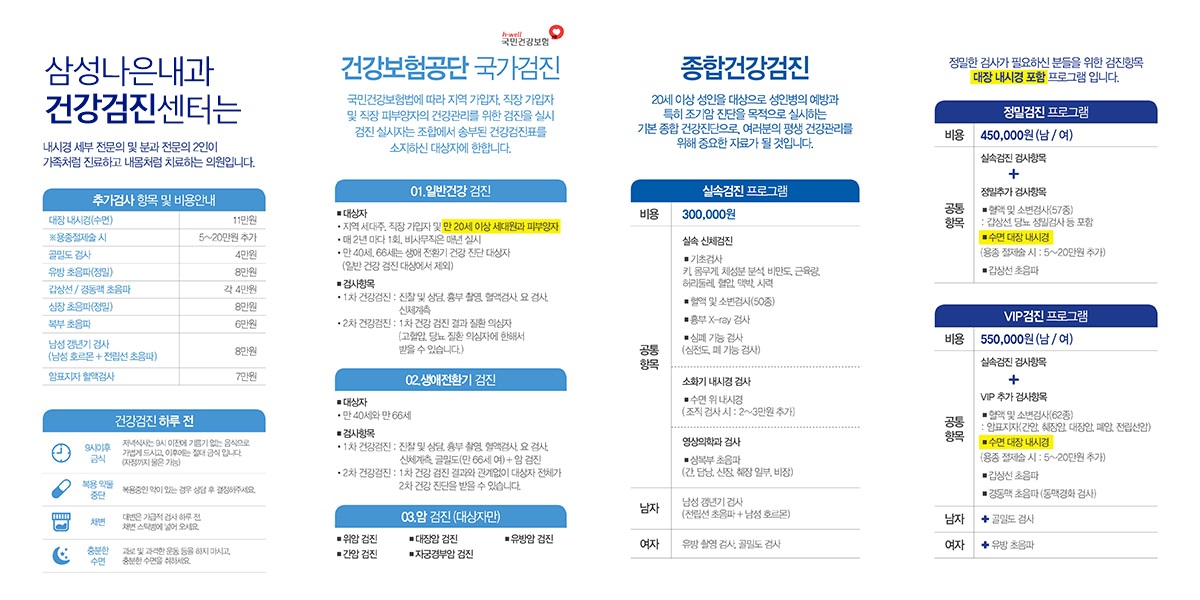 삼성나은내과
건강검진센터는
내시경 세부 전문의 및 분과 전문의 2인이
가족처럼 진료하고 내몸처럼 치료하는 의원입니다.
추가검사 항목 및 비용안내
대장 내시경(수면) 11만원
※용종절제술 시 5~20만원 추가
골밀도 검사 4만원
유방 초음파(정밀) 8만원
갑상선 / 경동맥 초음파 각 4만원
심장 초음파(정밀) 8만원
복부 초음파 6만원
남성 갱년기 검사
(남성 호르몬 + 전립선 초음파) 8만원
암표지자 혈액검사 7만원
건강검진 하루 전
9시이후
금식
저녁식사는 9시 이전에 기름기 없는 음식으로
가볍게 드시고, 이후에는 절대 금식 입니다.
(자정까지 물은 가능)
복용 약물
중단
복용중인 약이 있는 경우 상담 후 결정하주세요.
채변
대변은 가급적 검사 하루 전,
채변 스틱병에 넣어 오세요.
충분한
수면
과로 및 과격한 운동 등을 하지 마시고,
충분한 수면을 취하세요.
h-well
국민건강보험
건강보험공단 국가검진
국민건강보험법에 따라 지역 가입자, 직장 가입자
및 직장 피부양자의 건강관리를 위한 검진을 실시
검진 실시자는 조합에서 송부된 건강검진표를
소지하신 대상자에 한합니다.
01.일반건강 검진
■ 대상자
• 지역 세대주, 직장 가입자 및 만 20세 이상 세대원과 피부양자
• 매 2년 마다 1회, 비사무직은 매년 실시
• 만 40세, 66세는 생애 전환기 건강 진단 대상자
(일반 건강 검진 대상에서 제외)
■ 검사항목
• 1차 건강검진 : 진찰 및 상담, 흉부 촬영, 혈액검사, 요 검사,
신체계측
• 2차 건강검진 : 1차 건강 검진 결과 질환 의심자
(고혈압, 당뇨 질환 의심자에 한해서
받을 수 있습니다.)
02.생애전환기 검진
■ 대상자
• 만 40세와 만 66세
■ 검사항목
• 1차 건강검진 : 진찰 및 상담, 흉부 촬영, 혈액검사, 요 검사,
신체계측, 골밀도(만 66세 여) + 암 검진
• 2차 건강검진 : 1차 건강 검진 결과와 관계없이 대상자 전체가
2차 건강 진단을 받을 수 있습니다.
03.암 검진 (대상자만)
■ 위암 검진 ■ 대장암 검진 ■ 유방암 검진
■ 간암 검진 ■ 자궁경부암 검진
종합건강검진
20세 이상 성인을 대상으로 성인병의 예방과
특히 조기암 진단을 목적으로 실시하는
기본 종합 건강진단으로, 여러분의 평생 건강관리를
위해 중요한 자료가 될 것입니다.
실속검진 프로그램
비용 300,000원
공통
항목
실속 신체검진
■ 기초검사
키, 몸무게, 체성분 분석, 비만도, 근육량,
허리둘레, 혈압, 맥박, 시력
■ 혈액 및 소변검사(50종)
■ 흉부 X-ray 검사
■ 심폐 기능 검사
(심전도, 폐 기능 검사)
소화기 내시경 검사
■ 수면 위 내시경
( 조직 검사 시 : 2~3만원 추가)
영상의학과 검사
■ 상복부 초음파
(간, 담낭, 신장, 췌장 일부, 비장)
남자
남성 갱년기 검사
(전립선 초음파 + 남성 호르몬)
여자 유방 촬영 검사, 골밀도 검사
정밀한 검사가 필요하신 분들을 위한 검진항목
대장 내시경 포함 프로그램 입니다.
정밀검진 프로그램
비용 450,000원 (남 / 여)
공통
항목
실속검진 검사항목
+
정밀추가 검사항목
■ 혈액 및 소변검사(57종)
: 갑상선, 당뇨 정밀검사 등 포함
■ 수면 대장 내시경
(용종 절제술 시 : 5~20만원 추가)
■ 갑상선 초음파
VIP검진 프로그램
비용 550,000원 (남 / 여)
공통
항목
실속검진 검사항목
+
VIP 추가 검사항목
■ 혈액 및 소변검사(62종)
: 암표지자(간암, 췌장암, 대장암, 폐암, 전립선암)
■ 수면 대장 내시경
(용종 절제술 시 : 5~20만원 추가)
■ 갑상선 초음파
■ 경동맥 초음파 (동맥경화 검사)
남자 + 골밀도 검시
여자 + 유방 초음파